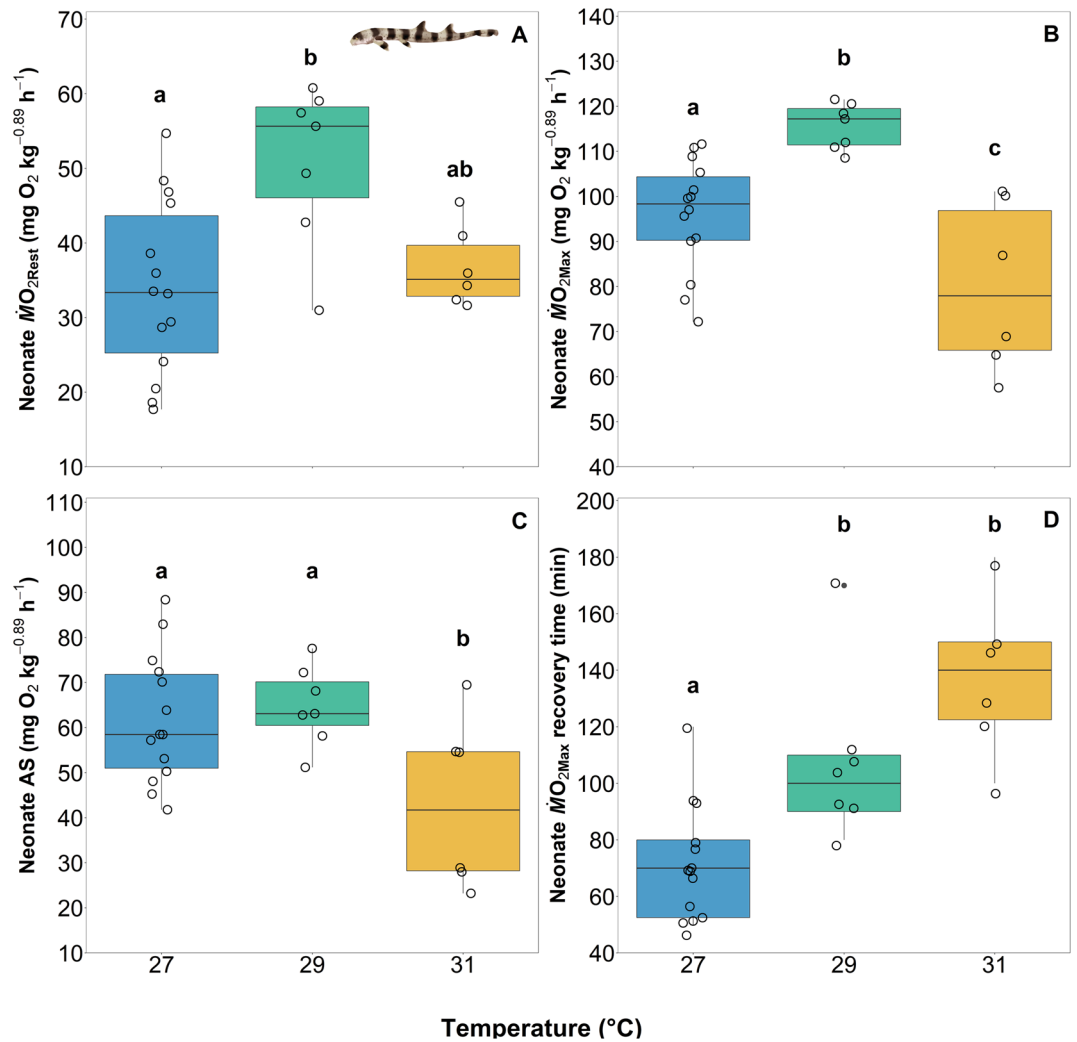 A
Neonate ṀO2Rest (mg O2 kg−0.89 h−1)
70
60
50
40
30
20
10
a
b
ab
B
Neonate ṀO2Max (mg O2 kg−0.89 h−1)
140
130
120
110
100
90
80
70
60
50
40
a
b
c
C
Neonate AS (mg O2 kg−0.89 h−1)
110
100
90
80
70
60
50
40
30
20
10
a
a
b
27
29
31
D
Neonate ṀO2Max recovery time (min)
200
180
160
140
120
100
80
60
40
a
b
b
27
29
31
Temperature (°C)